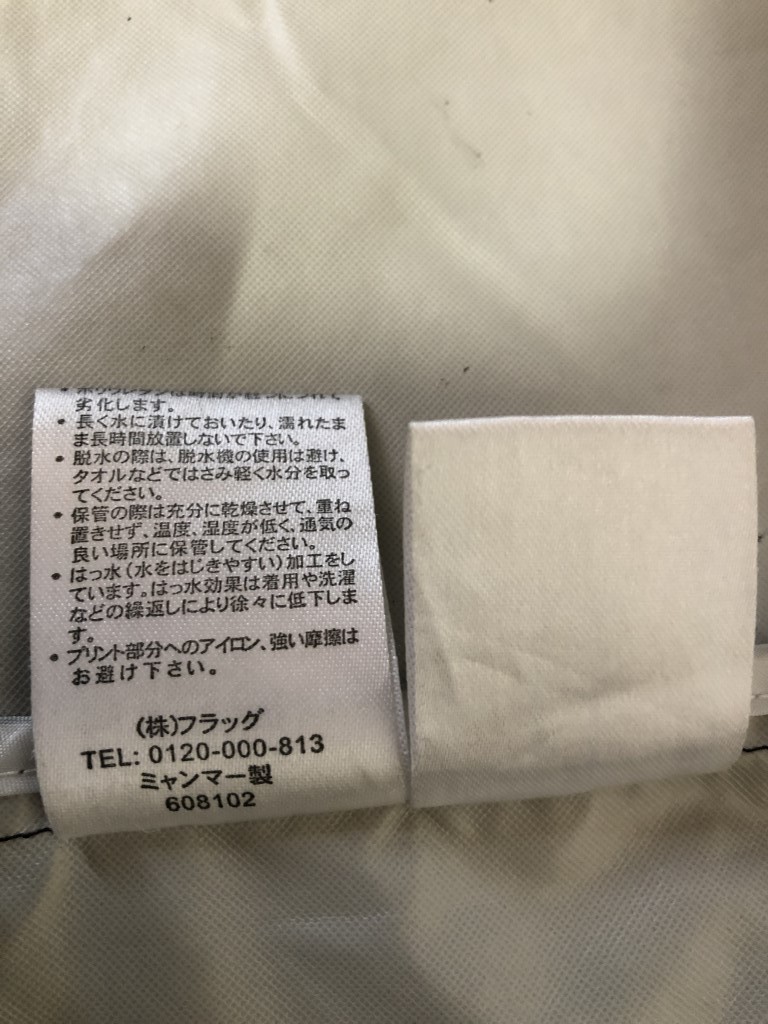 劣化します。
• 長く水に漬けておいたり、濡れたまま
ま長時間放置しないで下さい。
• 脱水の際は、脱水機の使用は避け、
タオルなどではさみ軽く水分を取っ
てください。
• 保管の際は充分に乾燥させて、重ね
置きせず、温度、湿度が低く、通気の
良い場所に保管してください。
• はっ水（水をはじきやすい）加工をし
ています。はっ水効果は着用や洗濯
などの繰返しにより徐々に低下しま
す。
• プリント部分へのアイロン、強い摩擦は
お避け下さい。
(株)フラッグ
TEL: 0120-000-813
ミャンマー製
608102